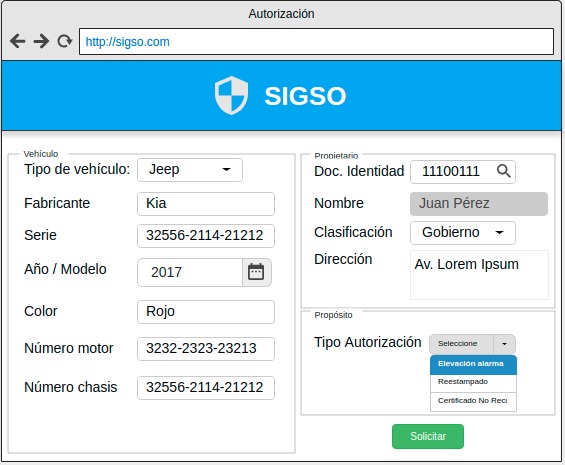 Autorización
http://sigso.com
SIGSO
Vehículo
Tipo de vehículo: Jeep
Fabricante Kia
Serie 32556-2114-21212
Año / Modelo 2017
Color Rojo
Número motor 3232-2323-23213
Número chasis 32556-2114-21212
Propietario
Doc. Identidad 11100111
Nombre Juan Pérez
Clasificación Gobierno
Dirección Av. Lorem Ipsum
Propósito
Tipo Autorización Seleccione
Elevación alarma
Reestampado
Certificado No Recu
Solicitar